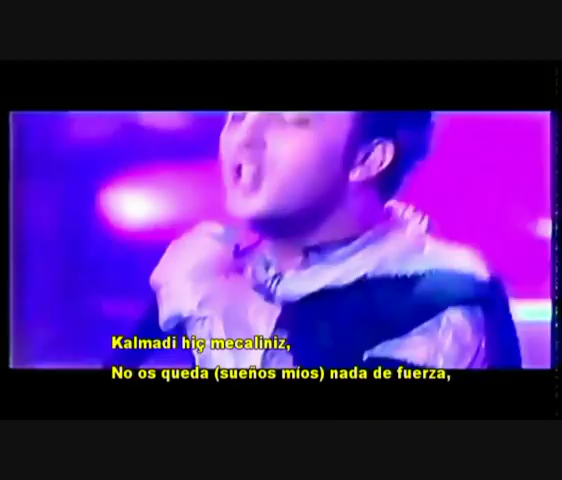 Kalmadi hiç mecaliniz,
No os queda (sueños míos) nada de fuerza,